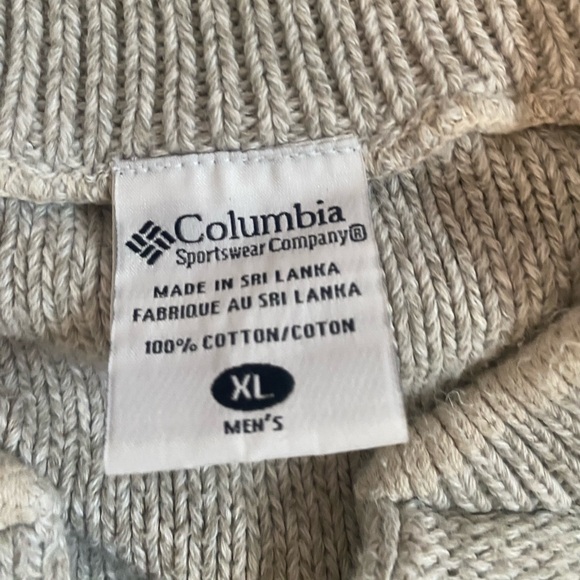 Columbia
Sportswear Company®
MADE IN SRI LANKA
FABRIQUE AU SRI LANKA
100% COTTON/COTON
XL
MEN'S